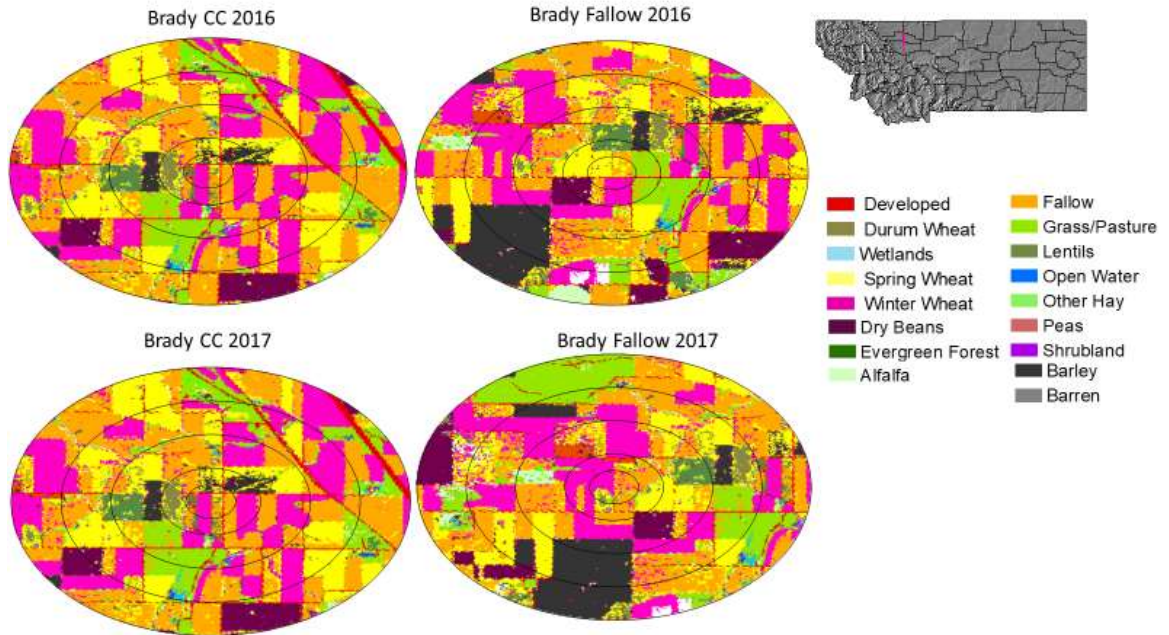 Brady CC 2016
Brady Fallow 2016
Developed
Durum Wheat
Wetlands
Spring Wheat
Winter Wheat
Dry Beans
Evergreen Forest
Alfalfa
Fallow
Grass/Pasture
Lentils
Open Water
Other Hay
Peas
Shrubland
Barley
Barren
Brady CC 2017
Brady Fallow 2017